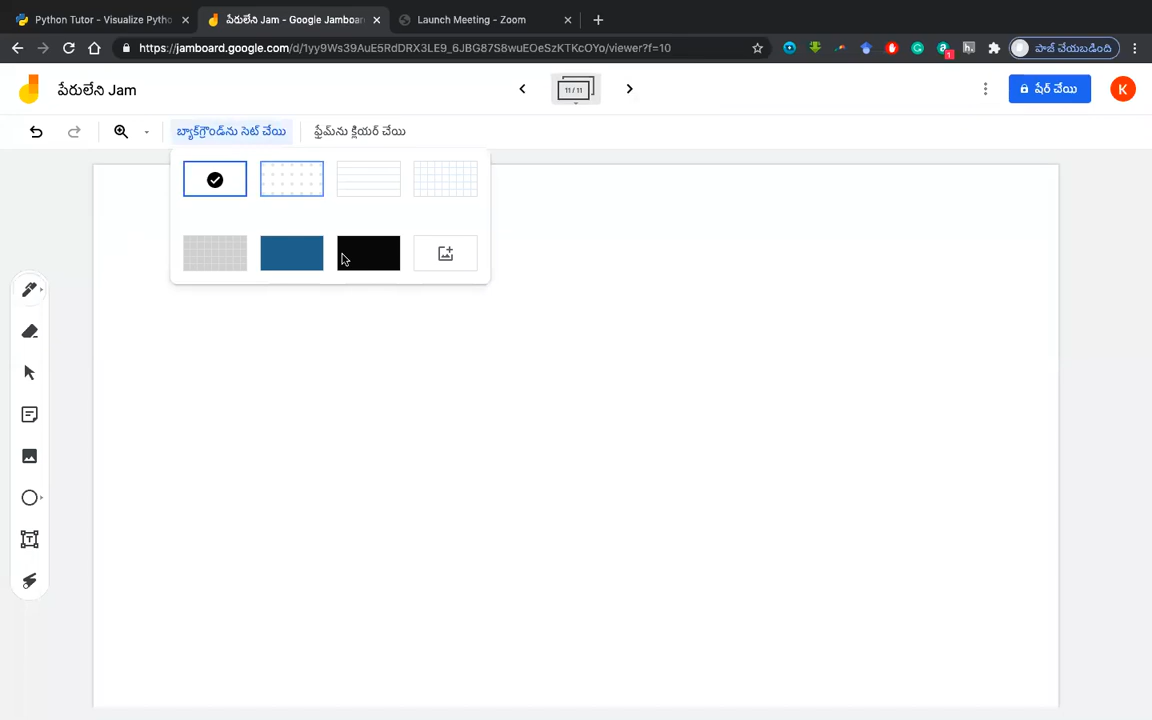 Python Tutor - Visualize Pytho
పేరులేని Jam - Google Jamboar
Launch Meeting - Zoom
https://jamboard.google.com/d/1yy9Ws39AuE5RdDRX3LE9_6JBG87S8wuEOeSzKTKcOYo/viewer?f=10
1
పాజ్ చేయబడింది
పేరులేని Jam
11 / 11
షేర్ చేయి
K
బ్యాక్‌గ్రౌండ్‌ను సెట్ చేయి
ఫ్రేమ్‌ను క్లియర్ చేయి